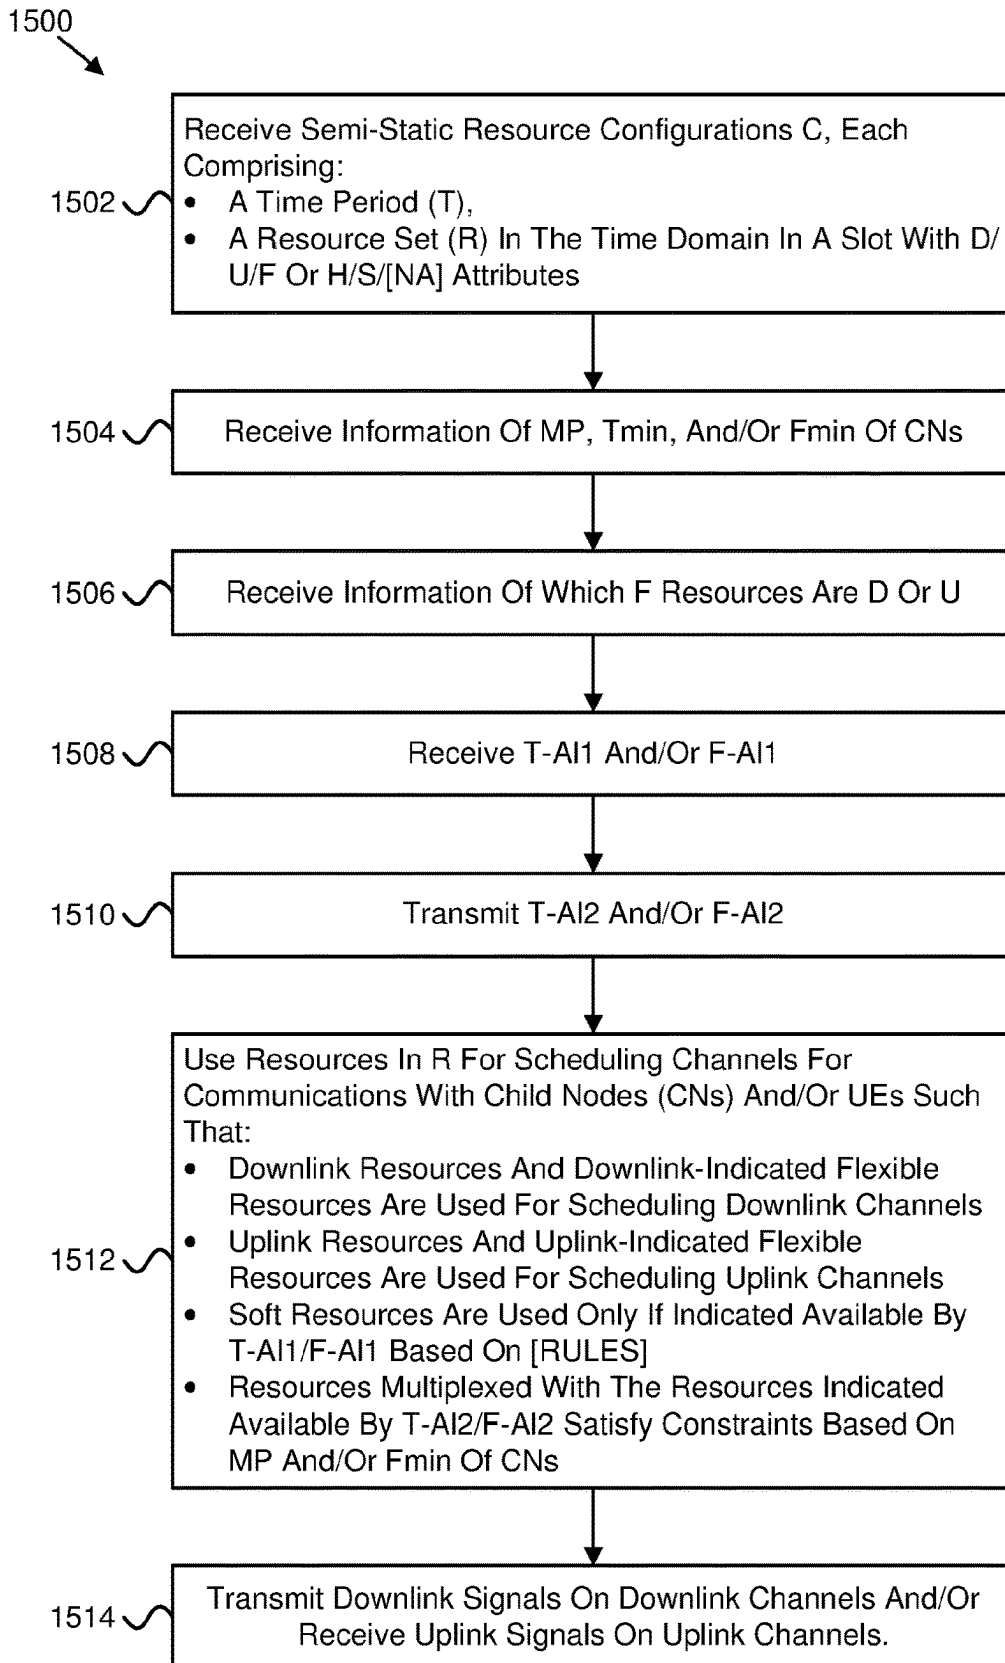 1500
Receive Semi-Static Resource Configurations C, Each
Comprising:
1502
• A Time Period (T),
• A Resource Set (R) In The Time Domain In A Slot With D/
U/F Or H/S/[NA] Attributes
1504
Receive Information Of MP, Tmin, And/Or Fmin Of CNs
1506
Receive Information Of Which F Resources Are D Or U
1508
Receive T-AI1 And/Or F-AI1
1510
Transmit T-AI2 And/Or F-AI2
Use Resources In R For Scheduling Channels For
Communications With Child Nodes (CNs) And/Or UEs Such
That:
• Downlink Resources And Downlink-Indicated Flexible
Resources Are Used For Scheduling Downlink Channels
1512
• Uplink Resources And Uplink-Indicated Flexible
Resources Are Used For Scheduling Uplink Channels
• Soft Resources Are Used Only If Indicated Available By
T-AI1/F-AI1 Based On [RULES]
• Resources Multiplexed With The Resources Indicated
Available By T-AI2/F-AI2 Satisfy Constraints Based On
MP And/Or Fmin Of CNs
1514
Transmit Downlink Signals On Downlink Channels And/Or
Receive Uplink Signals On Uplink Channels.